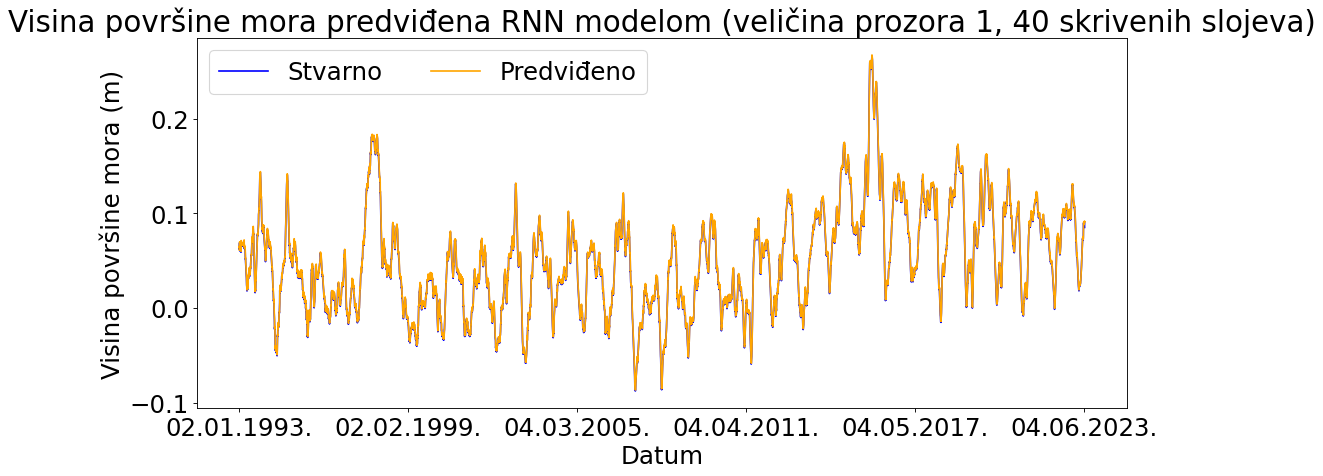 Visina površine mora predviđena RNN modelom (veličina prozora 1, 40 skrivenih slojeva)
Stvarno
Predviđeno
Visina površine mora (m)
0.2
0.1
0.0
−0.1
02.01.1993.
02.02.1999.
04.03.2005.
04.04.2011.
04.05.2017.
04.06.2023.
Datum